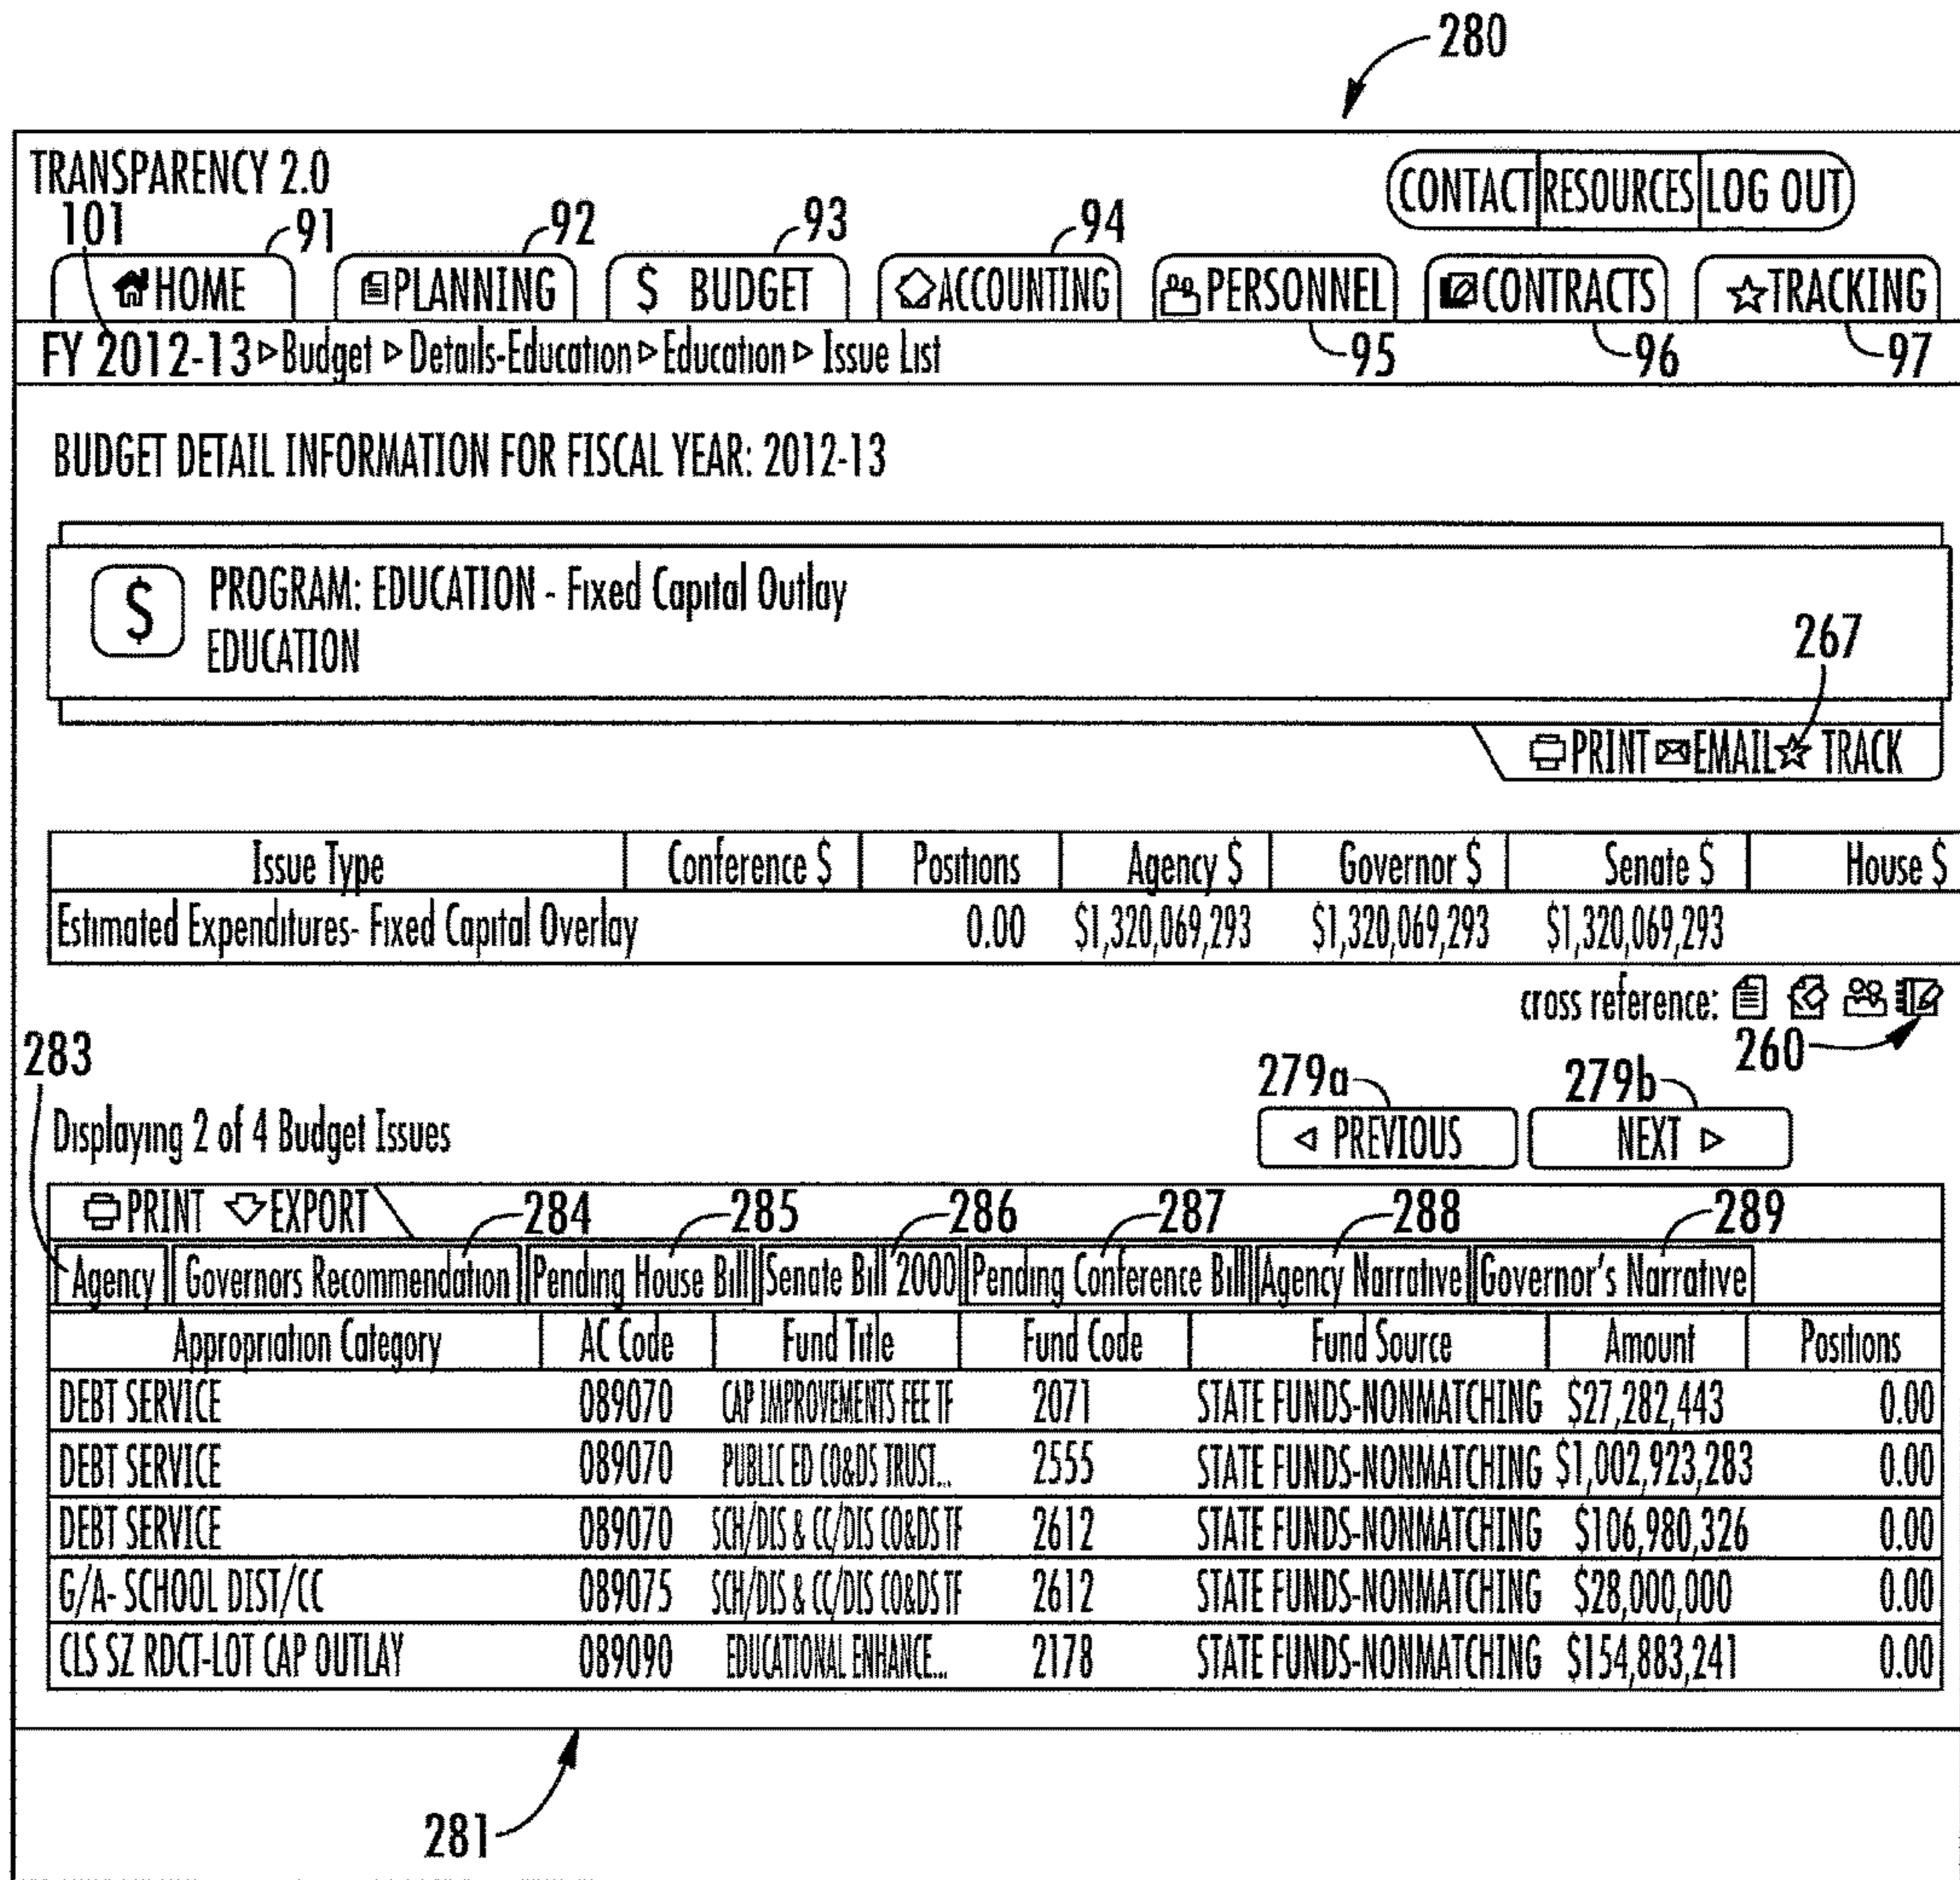 280
TRANSPARENCY 2.0
CONTACT RESOURCES LOG OUT
101 91 92 93 94
HOME PLANNING $ BUDGET ACCOUNTING PERSONNEL CONTRACTS TRACKING
FY 2012-13 ▷ Budget ▷ Details-Education ▷ Education ▷ Issue List
95 96 97
BUDGET DETAIL INFORMATION FOR FISCAL YEAR: 2012-13
$ PROGRAM: EDUCATION - Fixed Capital Outlay
EDUCATION
267
PRINT EMAIL TRACK
Issue Type Conference $ Positions Agency $ Governor $ Senate $ House $
Estimated Expenditures- Fixed Capital Overlay 0.00 $1,320,069,293 $1,320,069,293 $1,320,069,293
cross reference:
283 279a 279b 260
Displaying 2 of 4 Budget Issues ◁ PREVIOUS NEXT ▷
PRINT EXPORT 284 285 286 287 288 289
Agency Governors Recommendation Pending House Bill Senate Bill 2000 Pending Conference Bill Agency Narrative Governor's Narrative
Appropriation Category AC Code Fund Title Fund Code Fund Source Amount Positions
DEBT SERVICE 089070 CAP IMPROVEMENTS FEE TF 2071 STATE FUNDS-NONMATCHING $27,282,443 0.00
DEBT SERVICE 089070 PUBLIC ED CO&DS TRUST... 2555 STATE FUNDS-NONMATCHING $1,002,923,283 0.00
DEBT SERVICE 089070 SCH/DIS & CC/DIS CO&DS TF 2612 STATE FUNDS-NONMATCHING $106,980,326 0.00
G/A- SCHOOL DIST/CC 089075 SCH/DIS & CC/DIS CO&DS TF 2612 STATE FUNDS-NONMATCHING $28,000,000 0.00
CLS SZ RDCT-LOT CAP OUTLAY 089090 EDUCATIONAL ENHANCE... 2178 STATE FUNDS-NONMATCHING $154,883,241 0.00
281